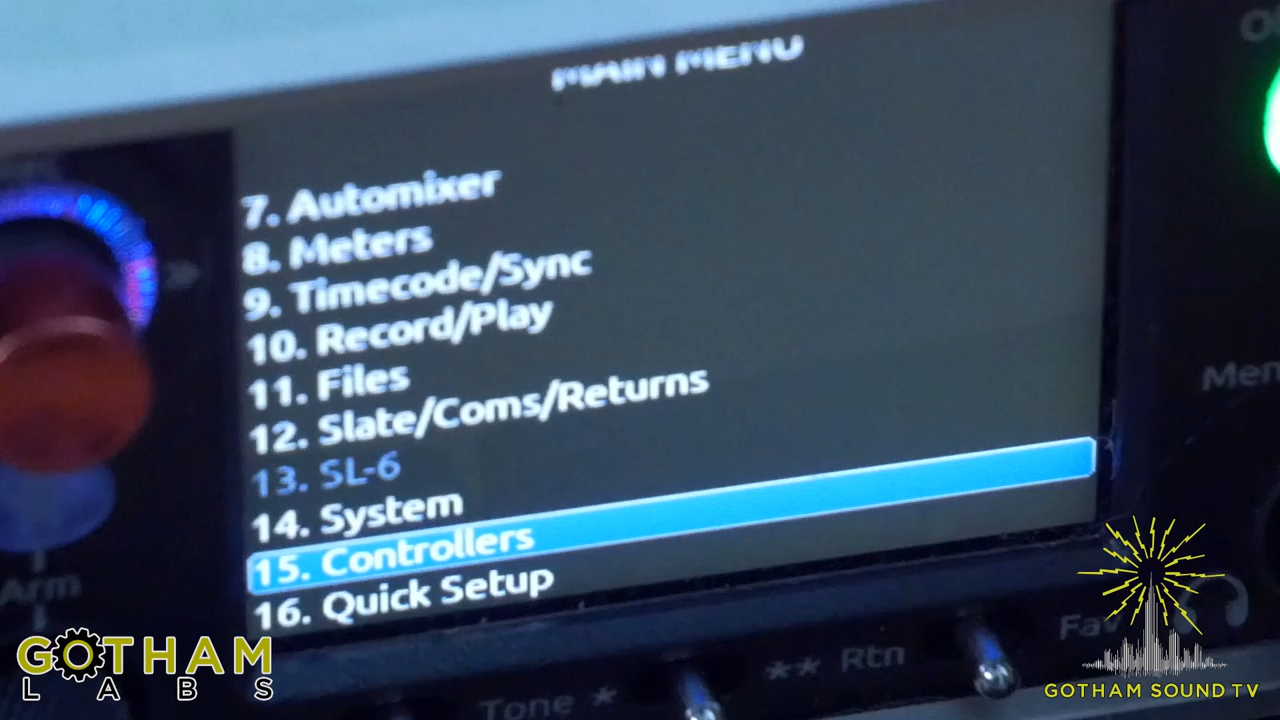 MAIN MENU
7. Automixer
8. Meters
9. Timecode/Sync
10. Record/Play
11. Files
12. Slate/Coms/Returns
13. SL-6
14. System
15. Controllers
16. Quick Setup
Arm
Tone *
** Rtn
Fav
GOTHAM
LABS
GOTHAM SOUND TV